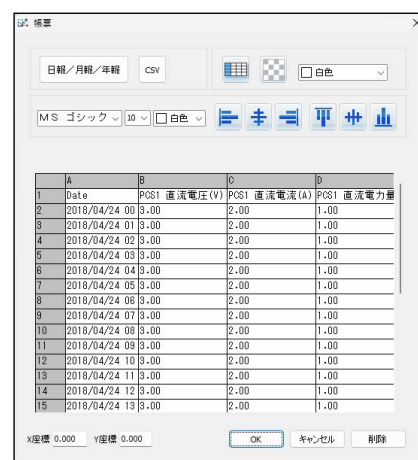 帳票
日報／月報／年報 CSV 白色
ＭＳ ゴシック 10 白色
A B C D
1 Date PCS1 直流電圧(V) PCS1 直流電流(A) PCS1 直流電力量
2 2018/04/24 00 3.00 2.00 1.00
3 2018/04/24 01 3.00 2.00 1.00
4 2018/04/24 02 3.00 2.00 1.00
5 2018/04/24 03 3.00 2.00 1.00
6 2018/04/24 04 3.00 2.00 1.00
7 2018/04/24 05 3.00 2.00 1.00
8 2018/04/24 06 3.00 2.00 1.00
9 2018/04/24 07 3.00 2.00 1.00
10 2018/04/24 08 3.00 2.00 1.00
11 2018/04/24 09 3.00 2.00 1.00
12 2018/04/24 10 3.00 2.00 1.00
13 2018/04/24 11 3.00 2.00 1.00
14 2018/04/24 12 3.00 2.00 1.00
15 2018/04/24 13 3.00 2.00 1.00
X座標 0.000 Y座標 0.000 OK キャンセル 削除